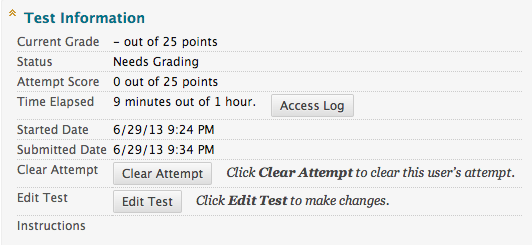 Test Information
Current Grade – out of 25 points
Status Needs Grading
Attempt Score 0 out of 25 points
Time Elapsed 9 minutes out of 1 hour. Access Log
Started Date 6/29/13 9:24 PM
Submitted Date 6/29/13 9:34 PM
Clear Attempt Clear Attempt Click Clear Attempt to clear this user's attempt.
Edit Test Edit Test Click Edit Test to make changes.
Instructions